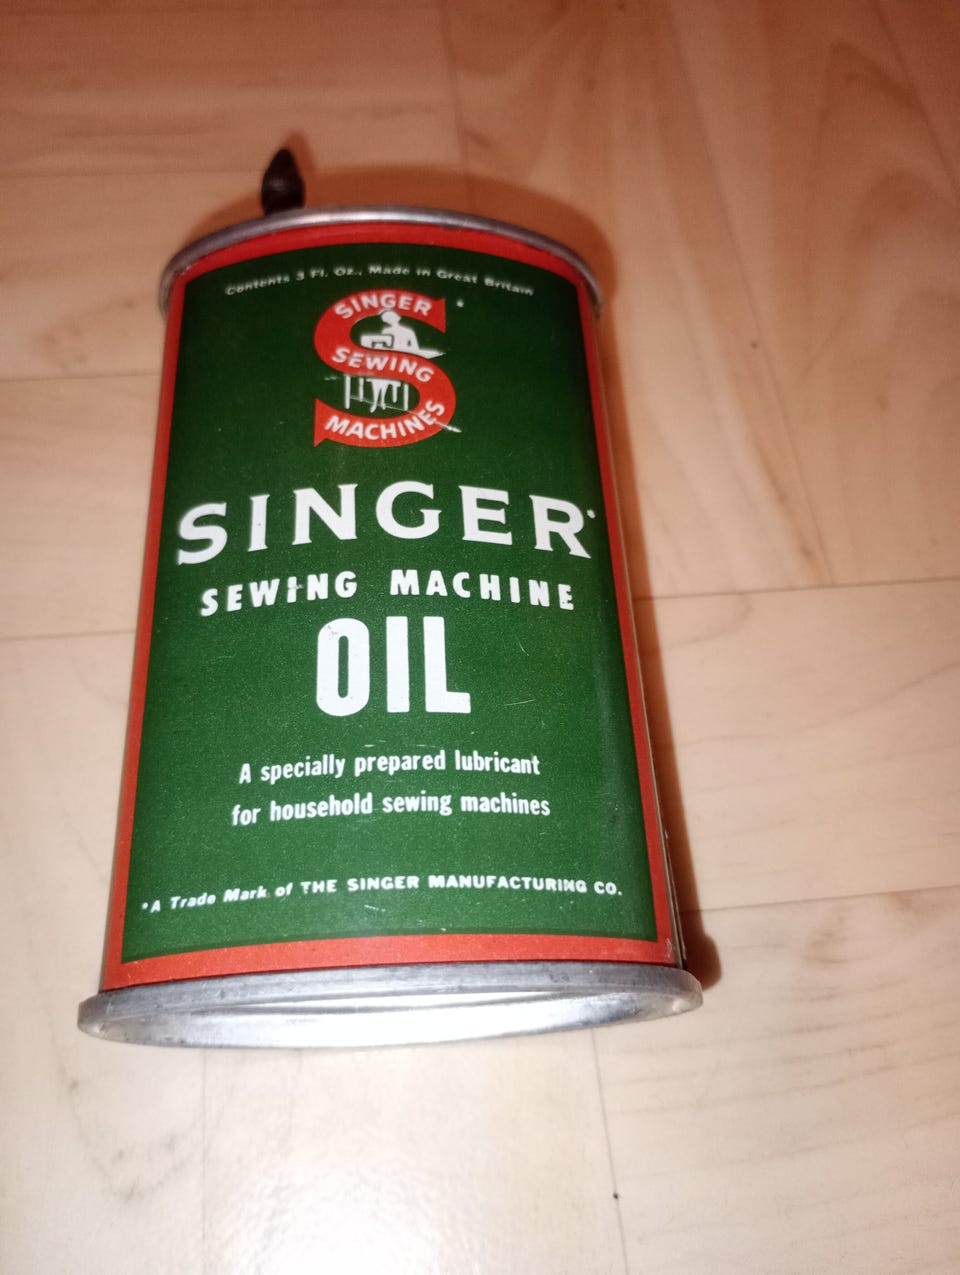 Contents 3 Fl. Oz., Made in Great Britain
SINGER
SEWING
MACHINES
SINGER*
SEWING MACHINE
OIL
A specially prepared lubricant
for household sewing machines
*A Trade Mark of THE SINGER MANUFACTURING CO.